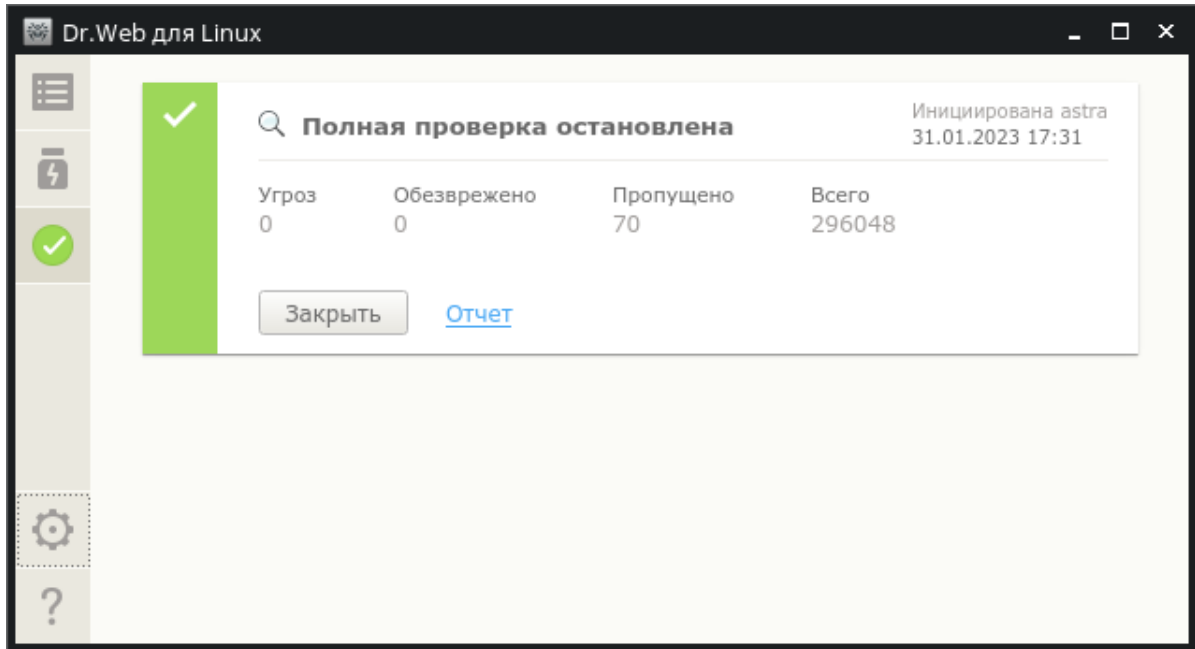 Dr.Web для Linux
Полная проверка остановлена
Инициирована astra
31.01.2023 17:31
Угроз Обезврежено Пропущено Всего
0 0 70 296048
Закрыть Отчет
?